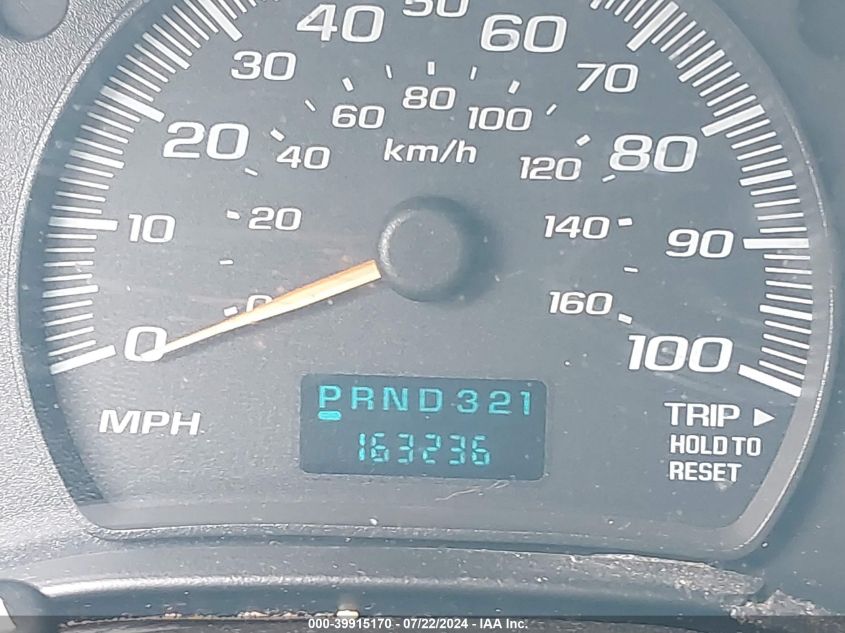 50
40 60
30 70
60 80 100
20 40 km/h 120 80
10 20 140 90
0 0 160 100
MPH PRND321 TRIP ►
163236 HOLD TO
RESET
000-39915170 - 07/22/2024 - IAA Inc.